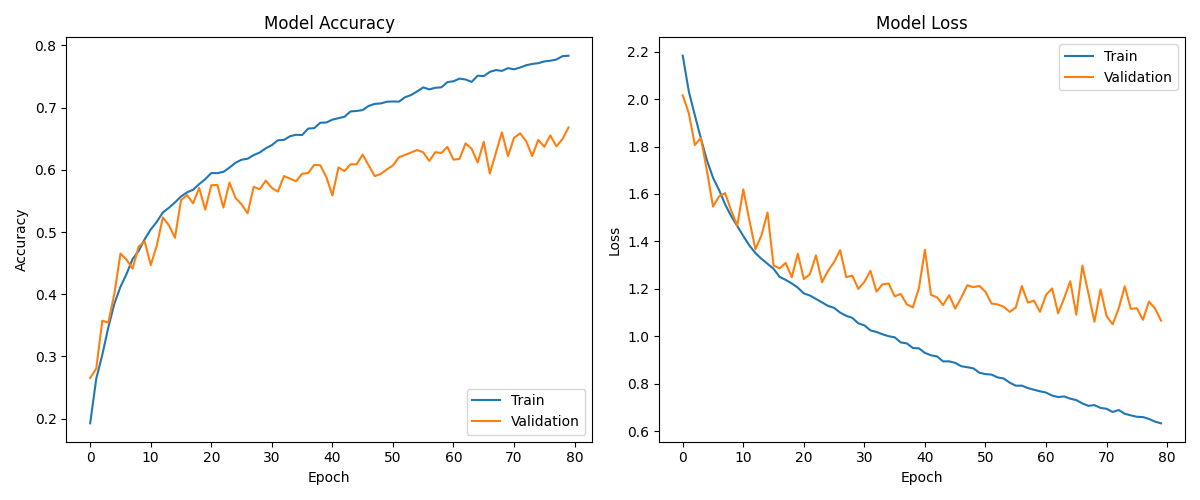 Model Accuracy
Accuracy
0.8
0.7
0.6
0.5
0.4
0.3
0.2
Train
Validation
0 10 20 30 40 50 60 70 80
Epoch
Model Loss
Loss
2.2
2.0
1.8
1.6
1.4
1.2
1.0
0.8
0.6
Train
Validation
0 10 20 30 40 50 60 70 80
Epoch